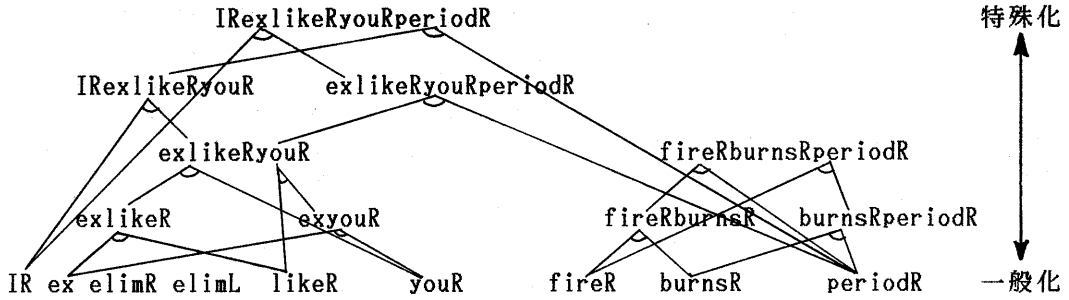 IRexlikeRyouRperiodR 特殊化
IRexlikeRyouR exlikeRyouRperiodR
exlikeRyouR fireRburnsRperiodR
exlikeR exyouR fireRburnsR burnsRperiodR
IR ex elimR elimL likeR youR fireR burnsR periodR 一般化